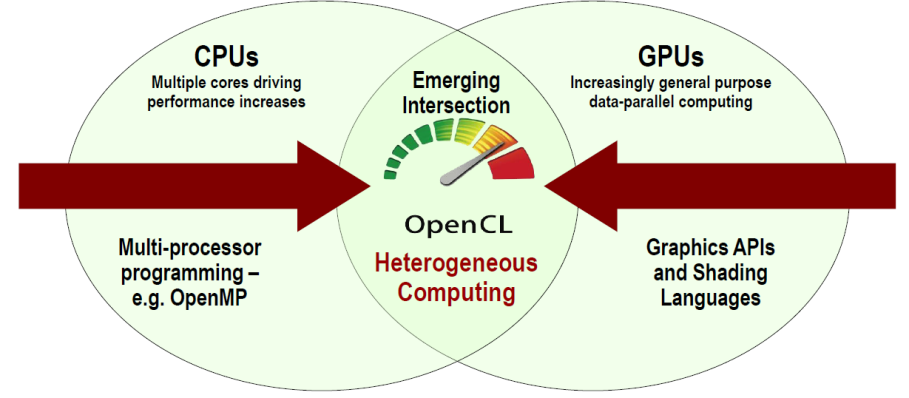 CPUs
Multiple cores driving
performance increases
Emerging
Intersection
GPUs
Increasingly general purpose
data-parallel computing
OpenCL
Heterogeneous
Computing
Multi-processor
programming –
e.g. OpenMP
Graphics APIs
and Shading
Languages